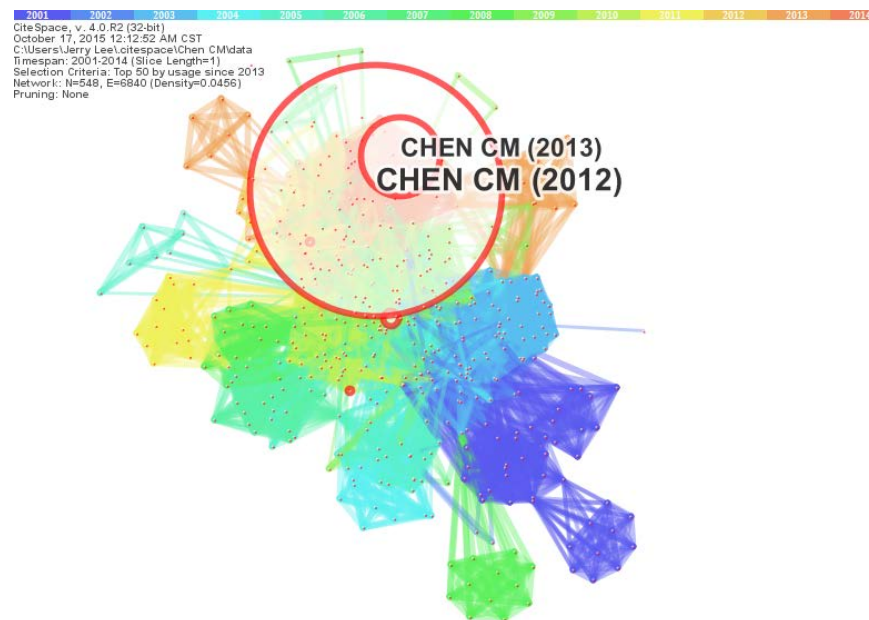 2001 2002 2003 2004 2005 2006 2007 2008 2009 2010 2011 2012 2013 2014
CiteSpace, v. 4.0.R2 (32-bit)
October 17, 2015 12:12:52 AM CST
C:\Users\Jerry Lee\.citespace\Chen CM\data
Timespan: 2001-2014 (Slice Length=1)
Selection Criteria: Top 50 by usage since 2013
Network: N=548, E=6840 (Density=0.0456)
Pruning: None
CHEN CM (2013)
CHEN CM (2012)